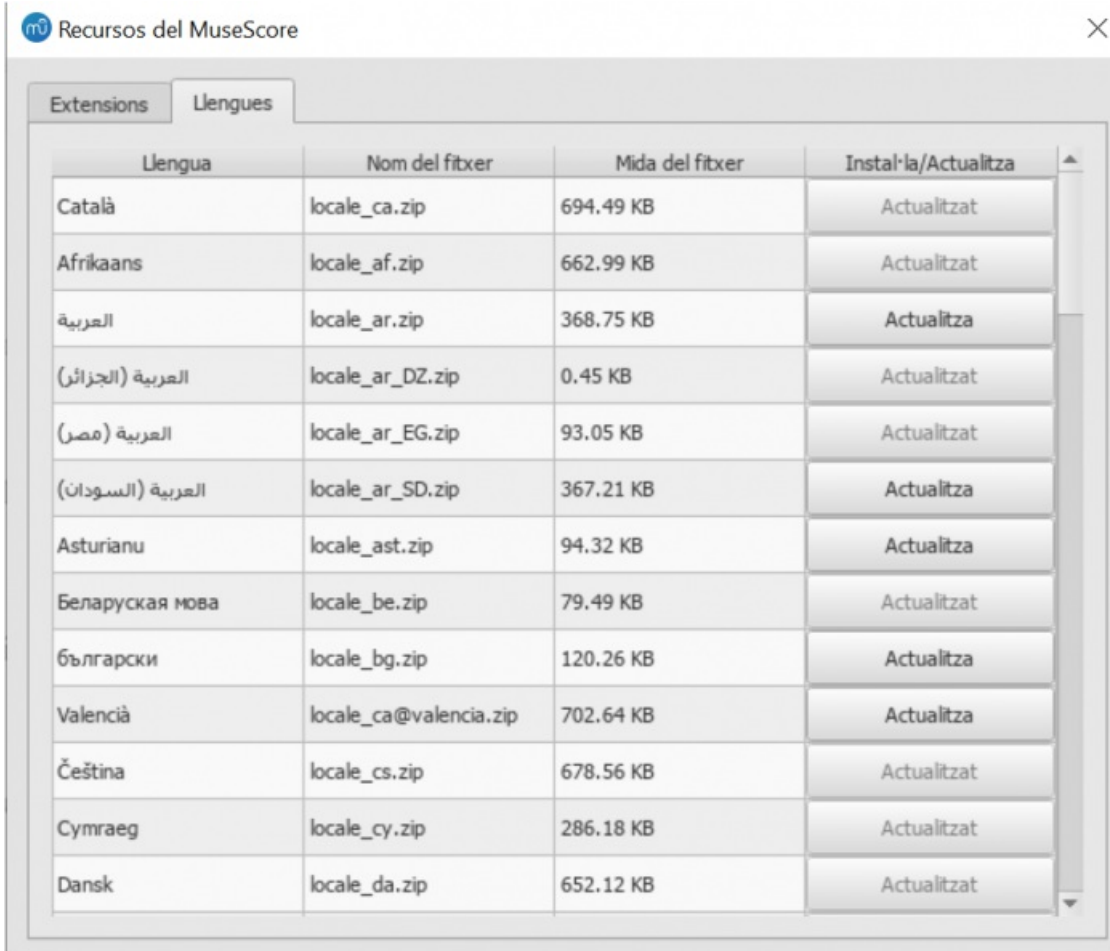 Recursos del MuseScore
Extensions Llengues
Llengua Nom del fitxer Mida del fitxer Instal·la/Actualitza
Català locale_ca.zip 694.49 KB Actualitzat
Afrikaans locale_af.zip 662.99 KB Actualitzat
العربية locale_ar.zip 368.75 KB Actualitza
العربية (الجزائر) locale_ar_DZ.zip 0.45 KB Actualitzat
العربية (مصر) locale_ar_EG.zip 93.05 KB Actualitzat
العربية (السودان) locale_ar_SD.zip 367.21 KB Actualitza
Asturianu locale_ast.zip 94.32 KB Actualitza
Беларуская мова locale_be.zip 79.49 KB Actualitzat
български locale_bg.zip 120.26 KB Actualitza
Valencià locale_ca@valencia.zip 702.64 KB Actualitza
Čeština locale_cs.zip 678.56 KB Actualitzat
Cymraeg locale_cy.zip 286.18 KB Actualitzat
Dansk locale_da.zip 652.12 KB Actualitzat